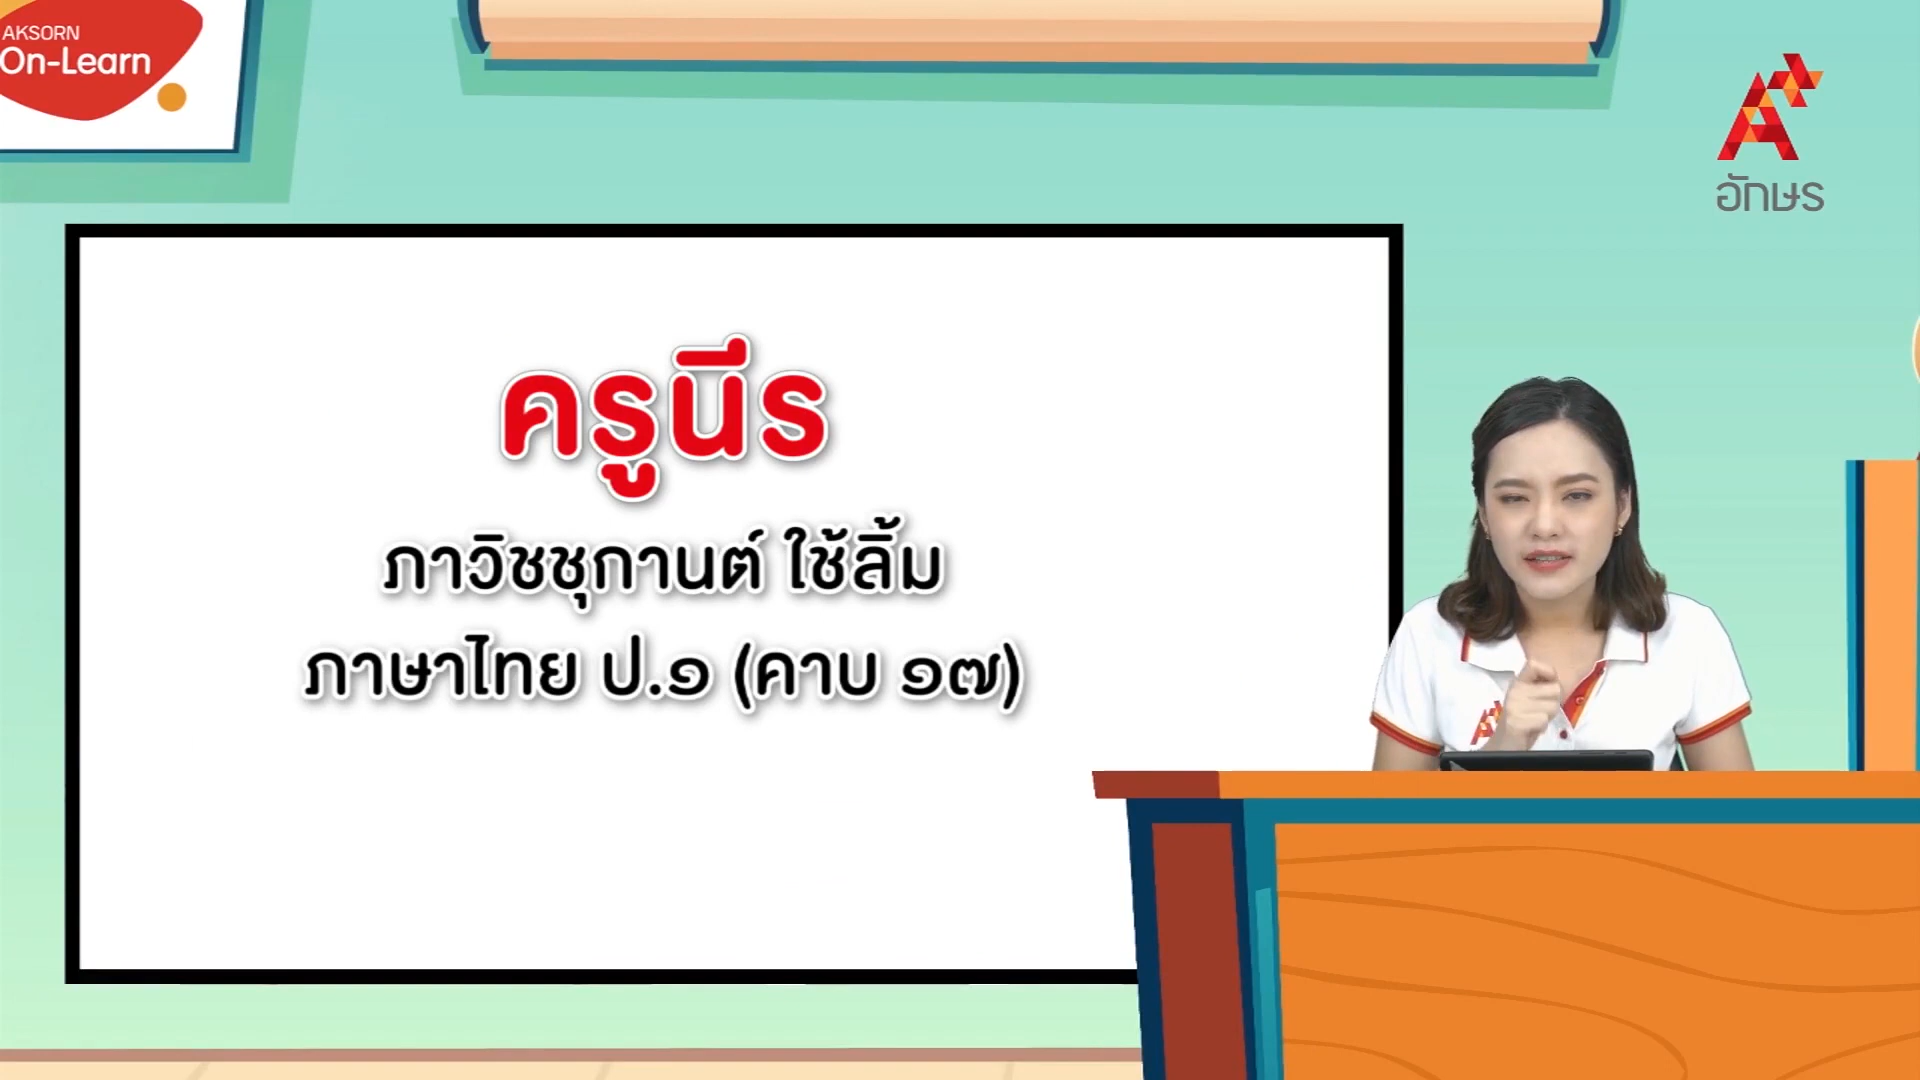 AKSORN
On-Learn
อักษร
ครูนีร
ภาวิชชุกานต์ ใช้ลิ้ม
ภาษาไทย ป.๑ (คาบ ๑๗)